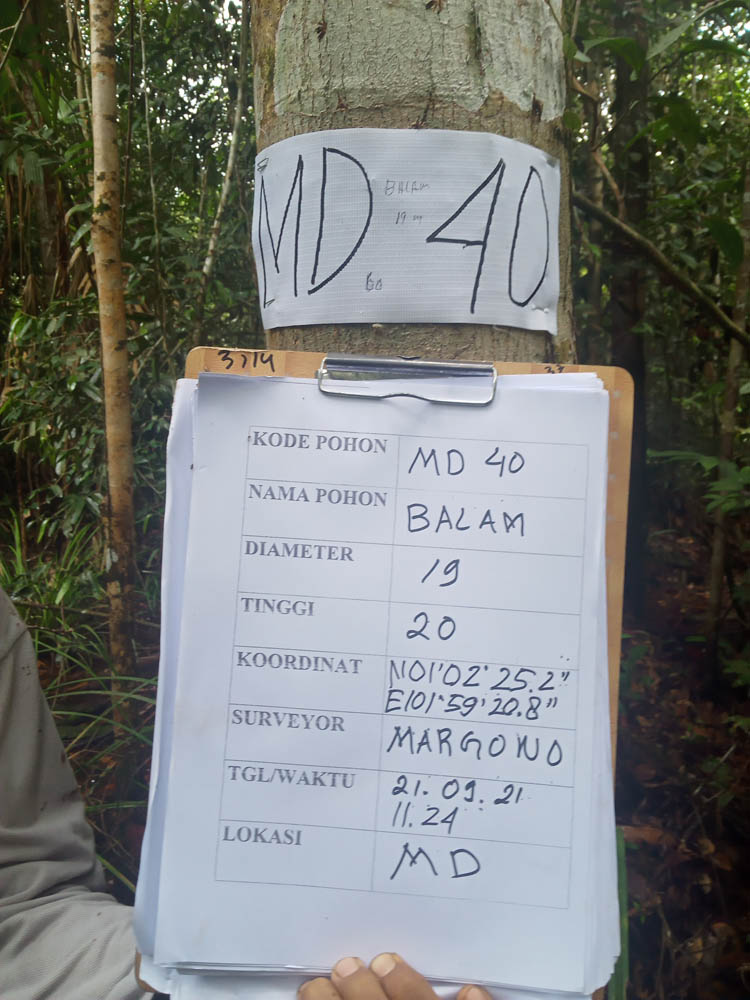 MD 40
BALAM
19 m
60
3714
KODE POHON MD 40
NAMA POHON BALAM
DIAMETER 19
TINGGI 20
KOORDINAT N01°02' 25.2"
E101°59' 20.8"
SURVEYOR MARGONO
TGL/WAKTU 21.09.21
11.24
LOKASI MD